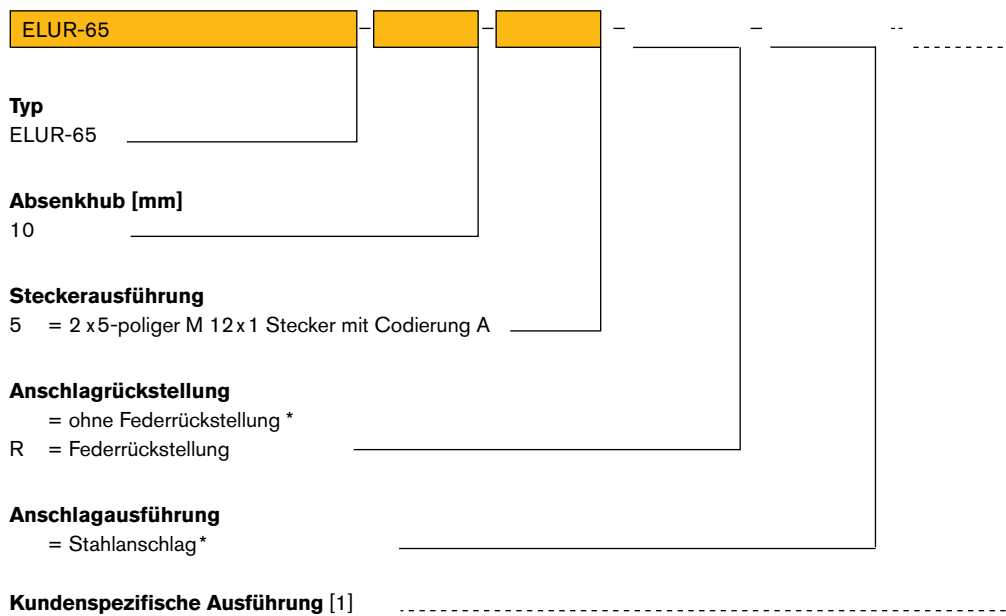 ELUR-65 – – – – --
Typ
ELUR-65
Absenkhub [mm]
10
Steckerausführung
5 = 2 x 5-poliger M 12 x 1 Stecker mit Codierung A
Anschlagrückstellung
= ohne Federrückstellung *
R = Federrückstellung
Anschlagausführung
= Stahlanschlag*
Kundenspezifische Ausführung [1]